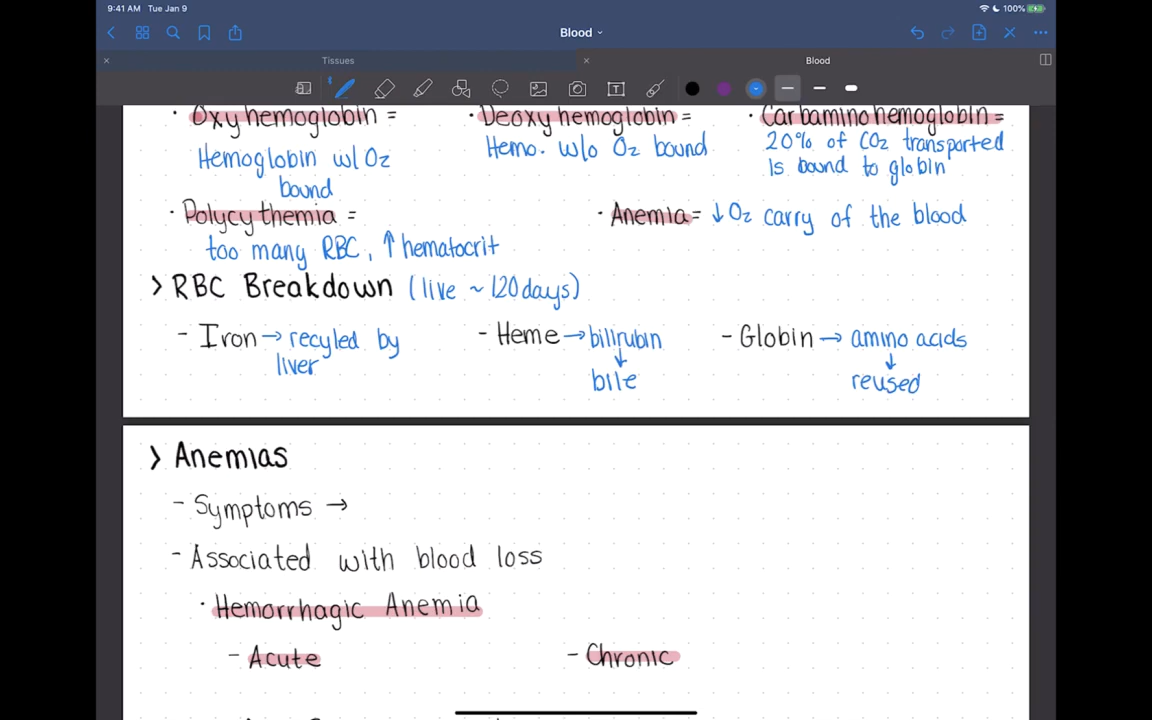 9:41 AM Tue Jan 9 100%
Blood
Tissues Blood
· Oxyhemoglobin = · Deoxyhemoglobin = · Carbaminohemoglobin =
Hemoglobin w/ O2 bound
Hemo. w/o O2 bound
20% of CO2 transported
is bound to globin
· Polycythemia = · Anemia = ↓O2 carry of the blood
too many RBC, ↑ hematocrit
> RBC Breakdown (live ~ 120 days)
- Iron → recyled by - Heme → bilirubin - Globin → amino acids
liver ↓ ↓
bile reused
> Anemias
- Symptoms →
- Associated with blood loss
· Hemorrhagic Anemia
- Acute - Chronic